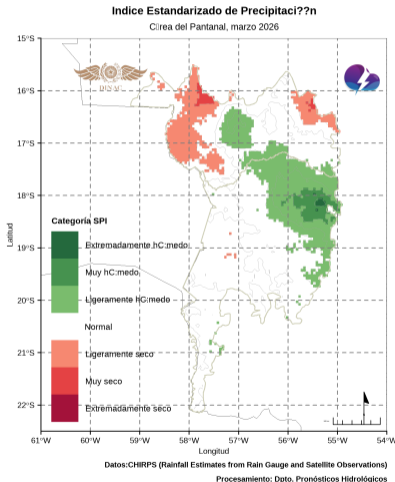 Indice Estandarizado de Precipitaci??n
C□rea del Pantanal, marzo 2026
15°S
16°S
17°S
18°S
19°S
20°S
21°S
22°S
Latitud
DINAC
Categoría SPI
Extremadamente hC:medo
Muy hC:medo
Ligeramente hC:medo
Normal
Ligeramente seco
Muy seco
Extremadamente seco
61°W 60°W 59°W 58°W 57°W 56°W 55°W 54°W
Longitud
Datos:CHIRPS (Rainfall Estimates from Rain Gauge and Satellite Observations)
Procesamiento: Dpto. Pronósticos Hidrológicos